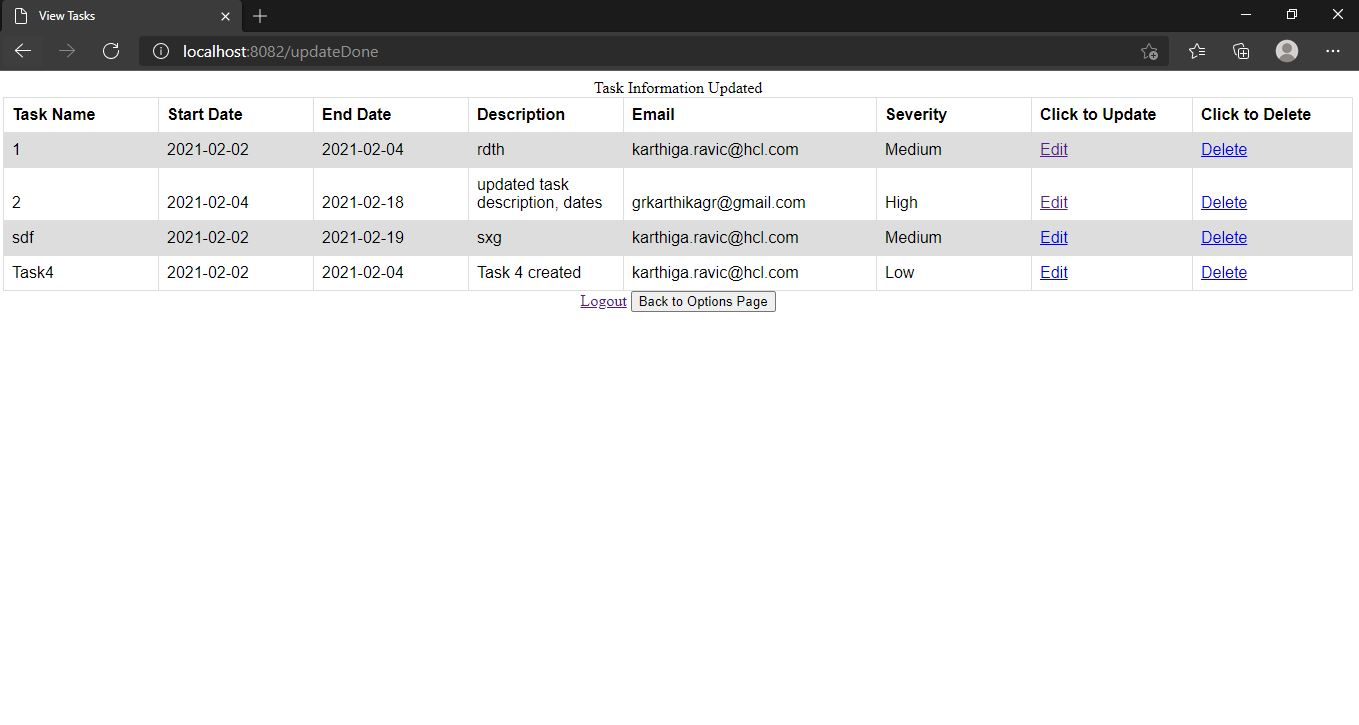 View Tasks
localhost:8082/updateDone
Task Information Updated
Task Name Start Date End Date Description Email Severity Click to Update Click to Delete
1 2021-02-02 2021-02-04 rdth karthiga.ravic@hcl.com Medium Edit Delete
updated task
2 2021-02-04 2021-02-18 description, dates grkarthikagr@gmail.com High Edit Delete
sdf 2021-02-02 2021-02-19 sxg karthiga.ravic@hcl.com Medium Edit Delete
Task4 2021-02-02 2021-02-04 Task 4 created karthiga.ravic@hcl.com Low Edit Delete
Logout Back to Options Page